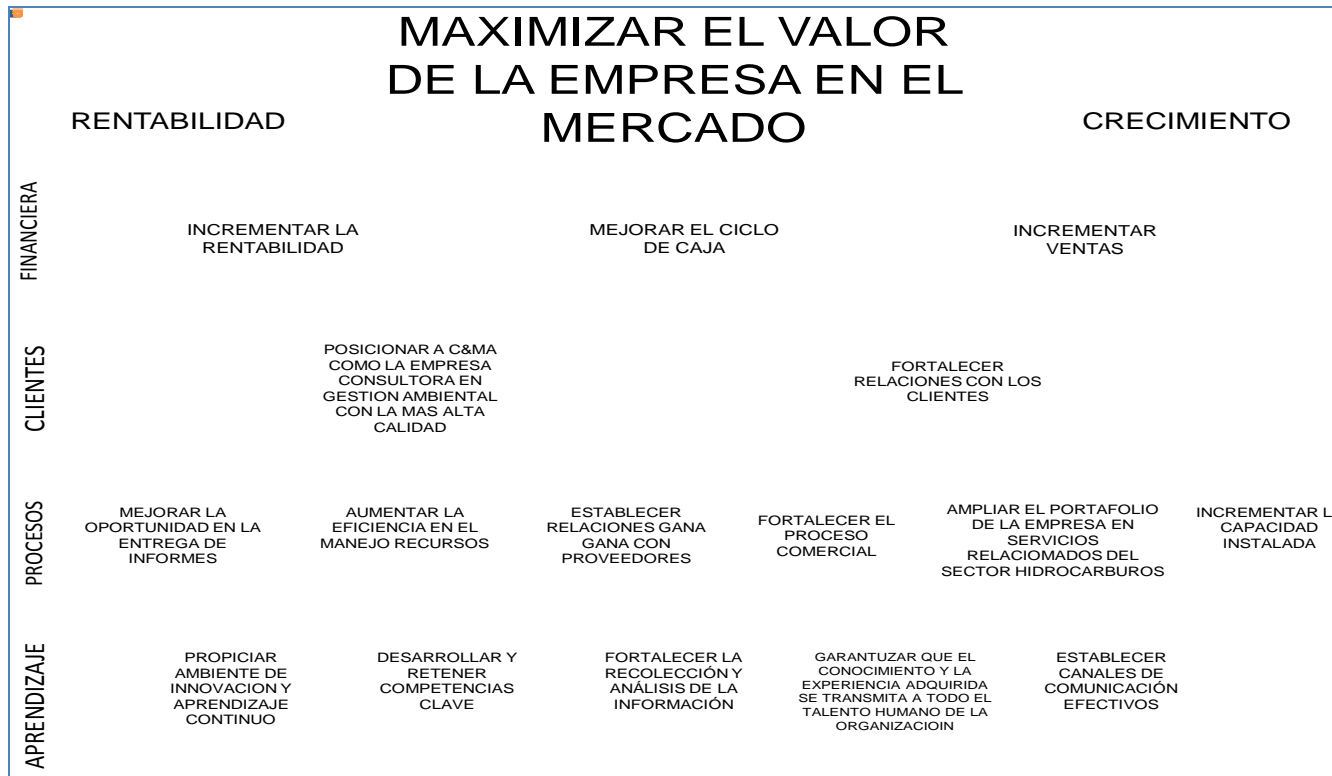 MAXIMIZAR EL VALOR
DE LA EMPRESA EN EL
MERCADO
RENTABILIDAD
CRECIMIENTO
FINANCIERA
INCREMENTAR LA
RENTABILIDAD
MEJORAR EL CICLO
DE CAJA
INCREMENTAR
VENTAS
CLIENTES
POSICIONAR A C&MA
COMO LA EMPRESA
CONSULTORA EN
GESTION AMBIENTAL
CON LA MAS ALTA
CALIDAD
FORTALECER
RELACIONES CON LOS
CLIENTES
PROCESOS
MEJORAR LA
OPORTUNIDAD EN LA
ENTREGA DE
INFORMES
AUMENTAR LA
EFICIENCIA EN EL
MANEJO RECURSOS
ESTABLECER
RELACIONES GANA
GANA CON
PROVEEDORES
FORTALECER EL
PROCESO
COMERCIAL
AMPLIAR EL PORTAFOLIO
DE LA EMPRESA EN
SERVICIOS
RELACIOMADOS DEL
SECTOR HIDROCARBUROS
INCREMENTAR L
CAPACIDAD
INSTALADA
APRENDIZAJE
PROPICIAR
AMBIENTE DE
INNOVACION Y
APRENDIZAJE
CONTINUO
DESARROLLAR Y
RETENER
COMPETENCIAS
CLAVE
FORTALECER LA
RECOLECCIÓN Y
ANÁLISIS DE LA
INFORMACIÓN
GARANTUZAR QUE EL
CONOCIMIENTO Y LA
EXPERIENCIA ADQUIRIDA
SE TRANSMITA A TODO EL
TALENTO HUMANO DE LA
ORGANIZACIOIN
ESTABLECER
CANALES DE
COMUNICACIÓN
EFECTIVOS